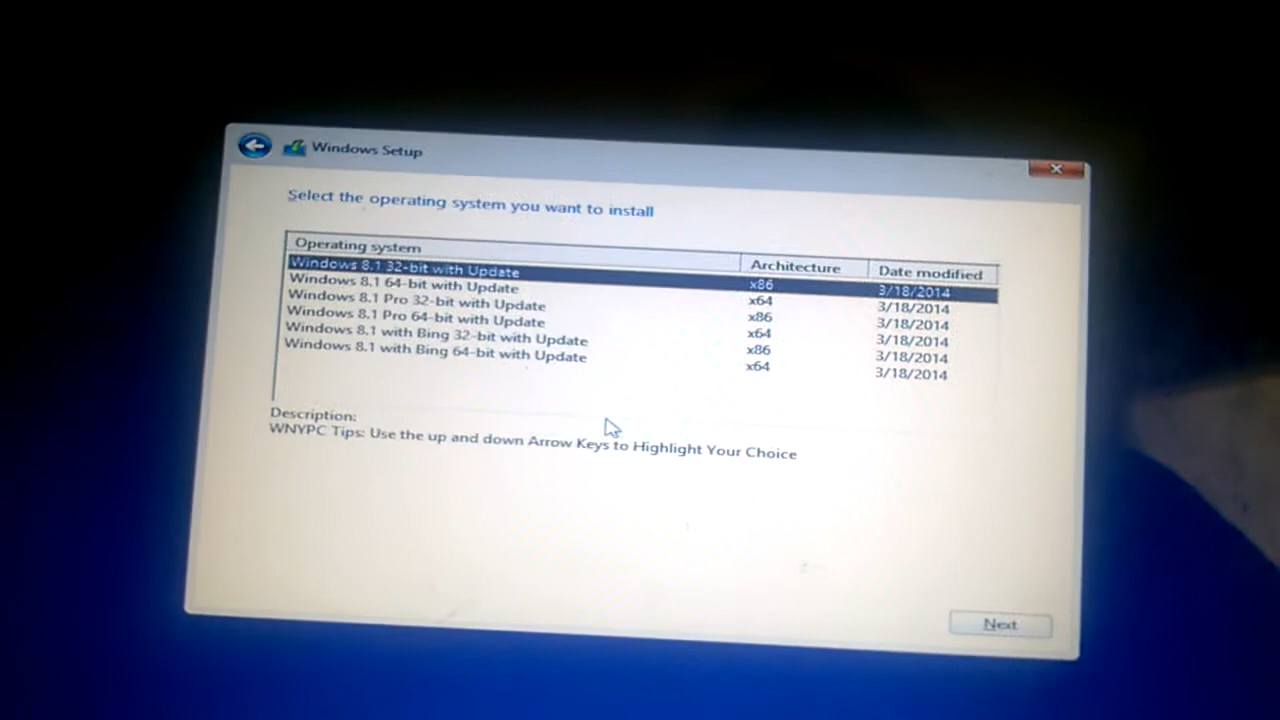 Windows Setup
Select the operating system you want to install
Operating system Architecture Date modified
Windows 8.1 32-bit with Update x86 3/18/2014
Windows 8.1 64-bit with Update x64 3/18/2014
Windows 8.1 Pro 32-bit with Update x86 3/18/2014
Windows 8.1 Pro 64-bit with Update x64 3/18/2014
Windows 8.1 with Bing 32-bit with Update x86 3/18/2014
Windows 8.1 with Bing 64-bit with Update x64 3/18/2014
Description:
WNYPC Tips: Use the up and down Arrow Keys to Highlight Your Choice
Next